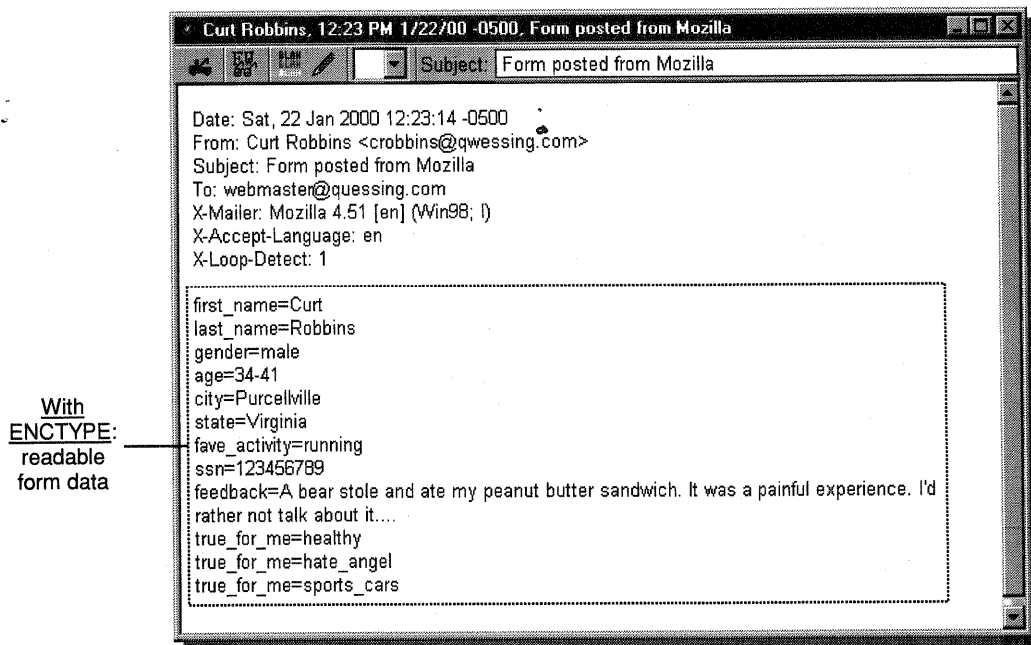 Curt Robbins, 12:23 PM 1/22/00 -0500, Form posted from Mozilla
BLAH
Subject: Form posted from Mozilla
Date: Sat, 22 Jan 2000 12:23:14 -0500
From: Curt Robbins <crobbins@qwessing.com>
Subject: Form posted from Mozilla
To: webmaster@quessing.com
X-Mailer: Mozilla 4.51 [en] (Win98; I)
X-Accept-Language: en
X-Loop-Detect: 1
first_name=Curt
last_name=Robbins
gender=male
age=34-41
city=Purcellville
state=Virginia
fave_activity=running
ssn=123456789
feedback=A bear stole and ate my peanut butter sandwich. It was a painful experience. I'd
rather not talk about it....
true_for_me=healthy
true_for_me=hate_angel
true_for_me=sports_cars
With
ENCTYPE:
readable
form data